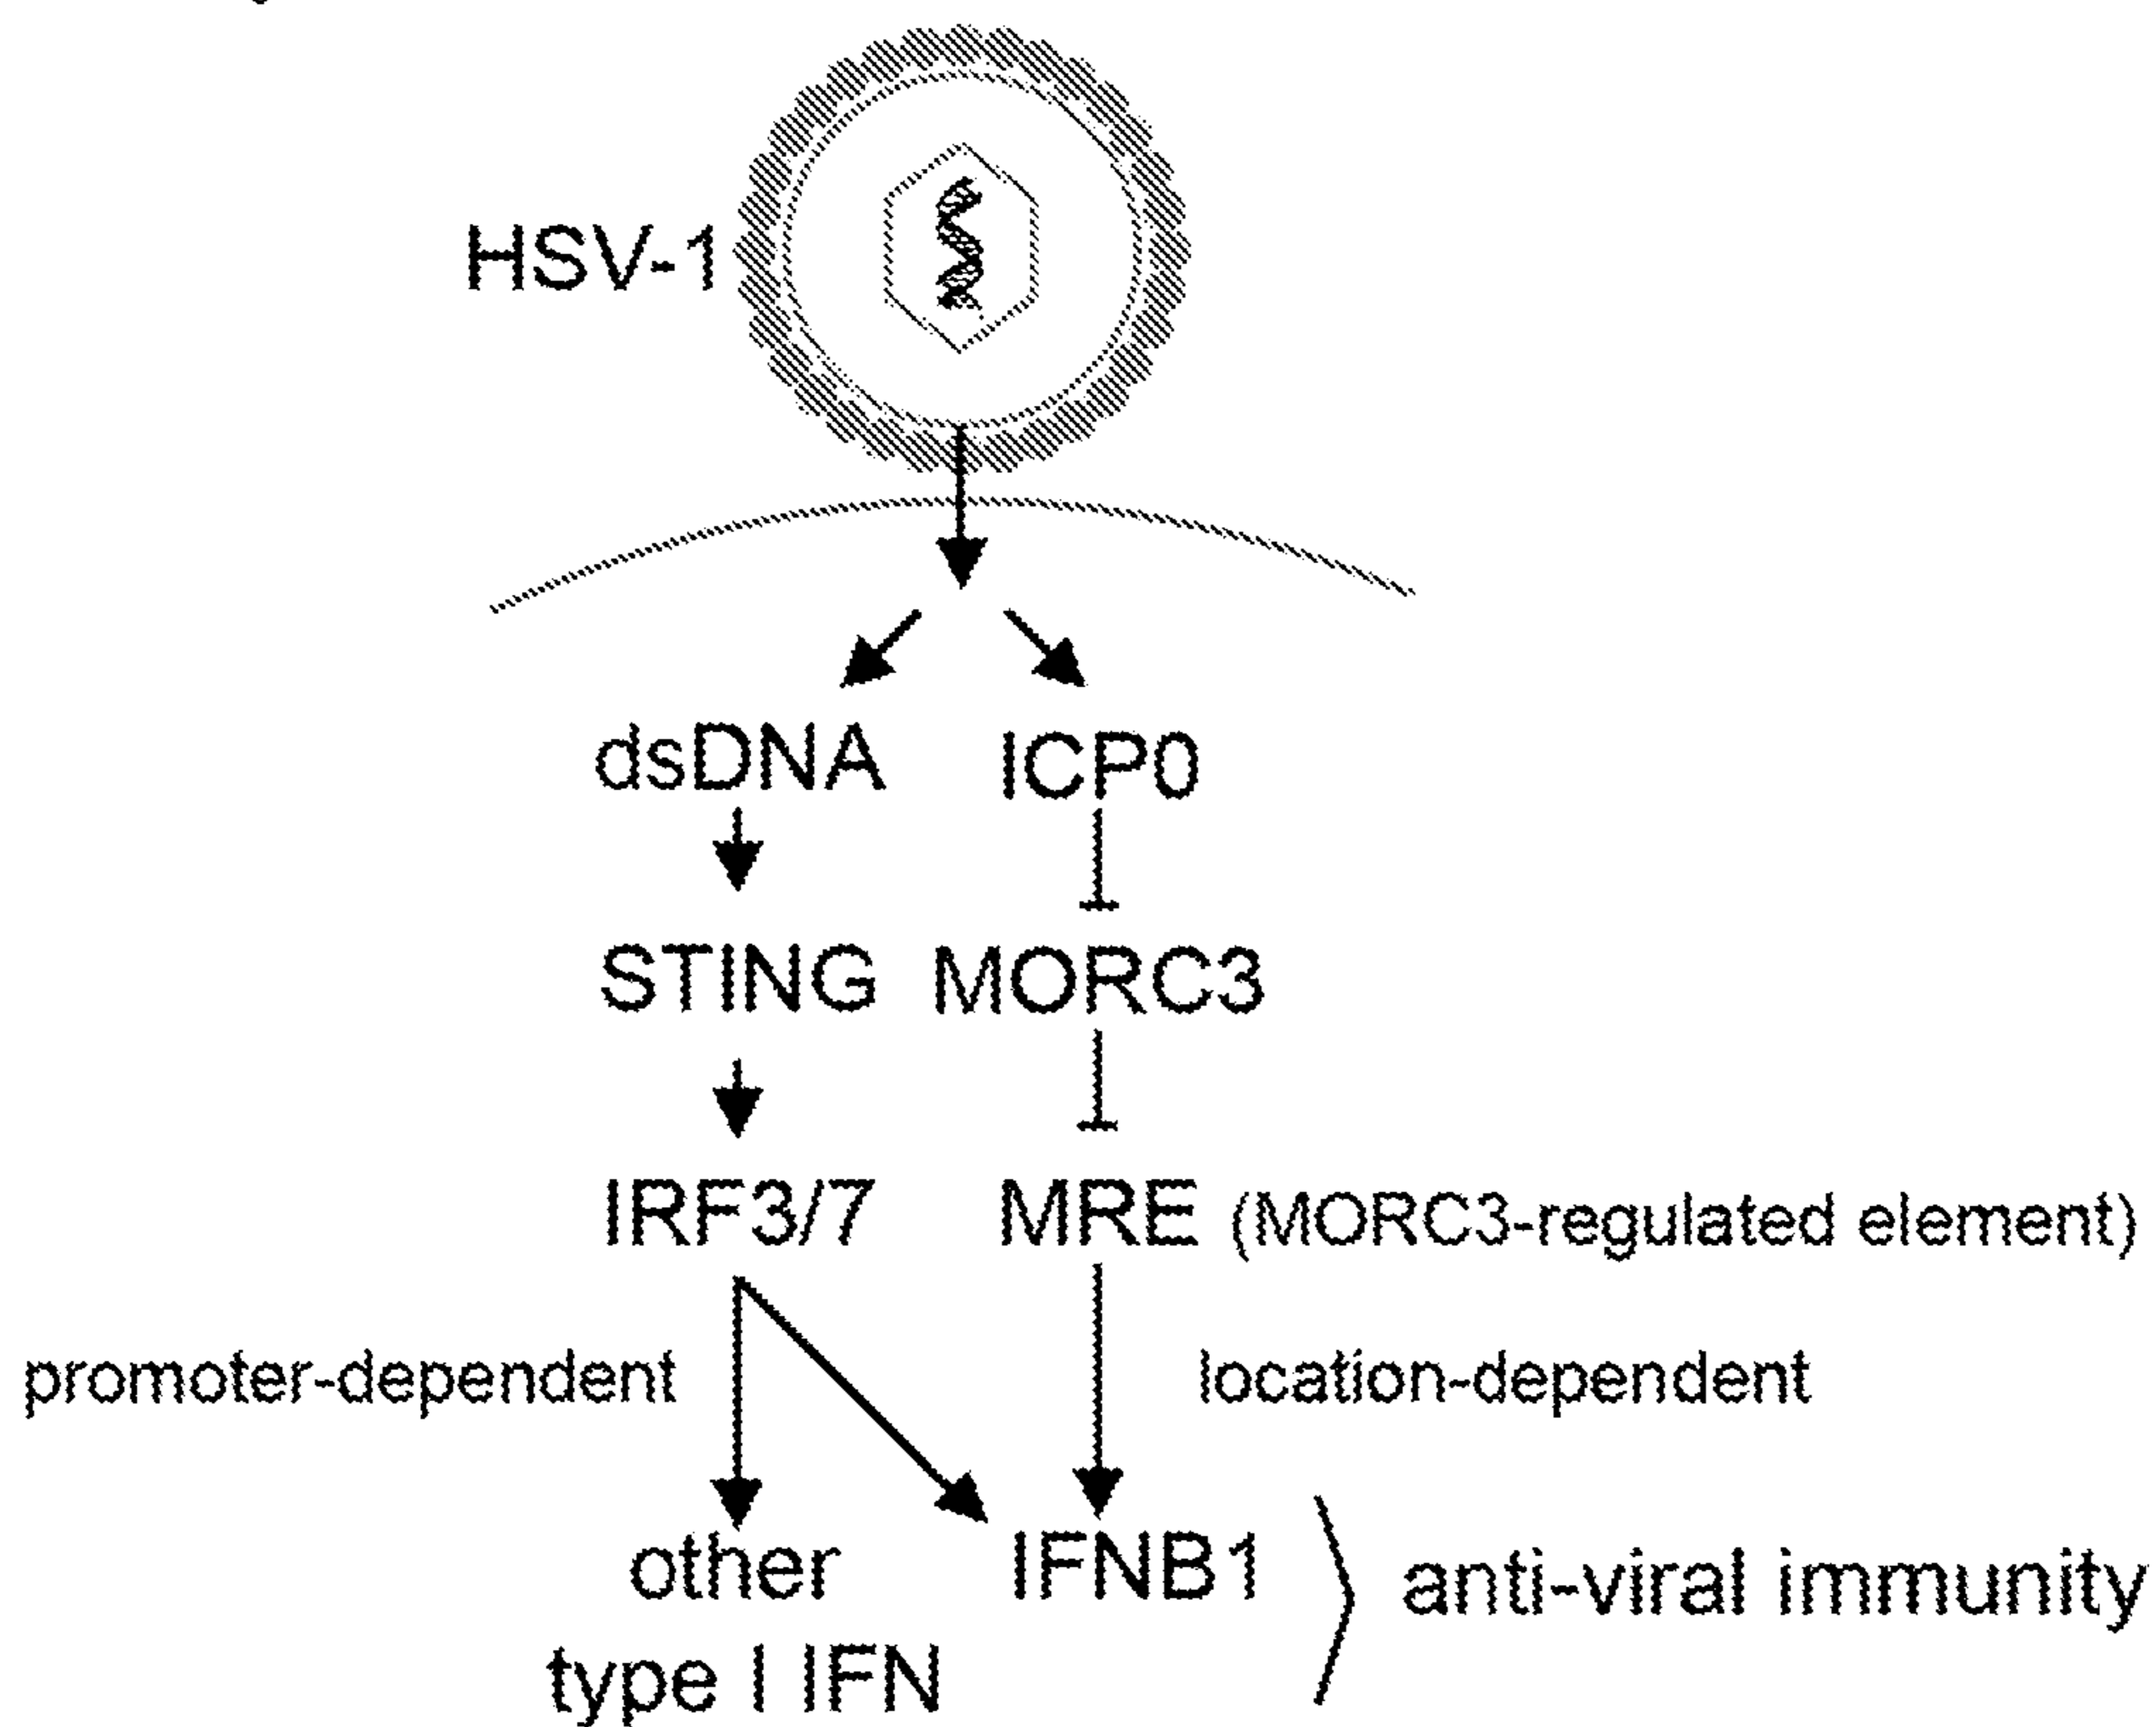 HSV-1
dsDNA ICP0
STING MORC3
IRF3/7 MRE (MORC3-regulated element)
promoter-dependent location-dependent
other IFNB1 anti-viral immunity
type I IFN